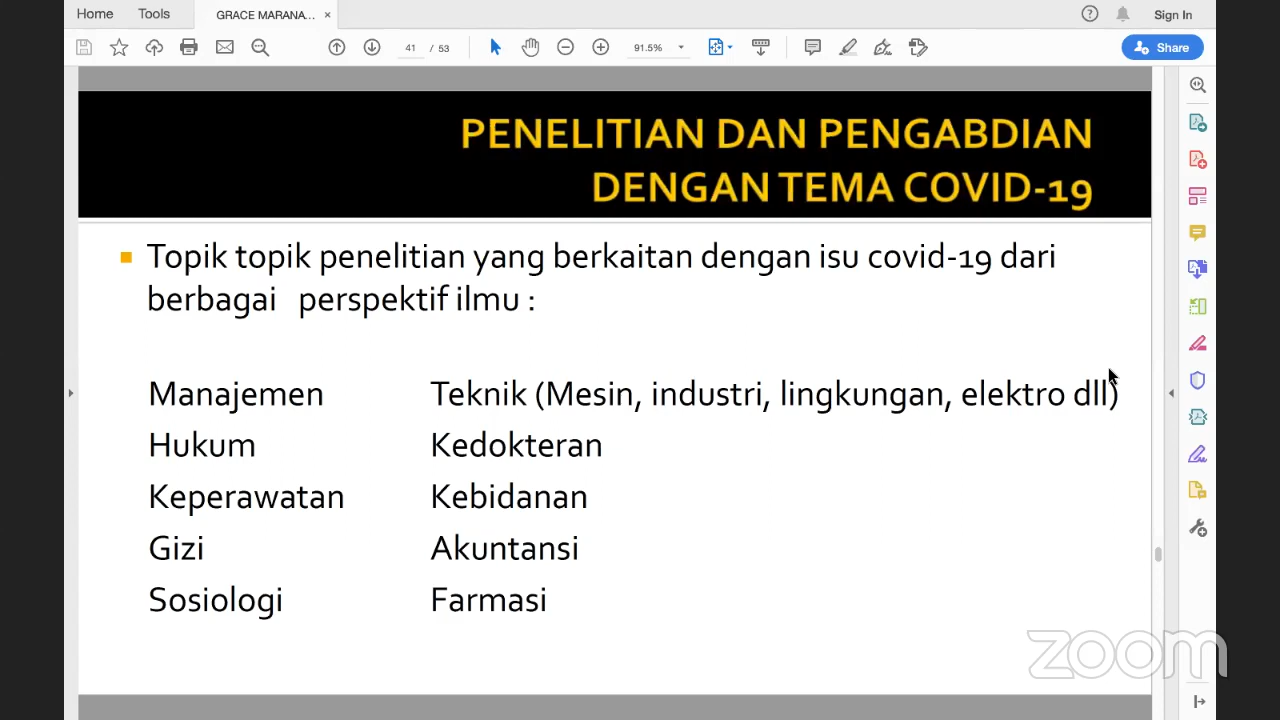 Home Tools GRACE MARANA... × Sign In
41 / 53 91.5% Share
PENELITIAN DAN PENGABDIAN
DENGAN TEMA COVID-19
Topik topik penelitian yang berkaitan dengan isu covid-19 dari
berbagai perspektif ilmu :
Manajemen Teknik (Mesin, industri, lingkungan, elektro dll)
Hukum Kedokteran
Keperawatan Kebidanan
Gizi Akuntansi
Sosiologi Farmasi
zoom